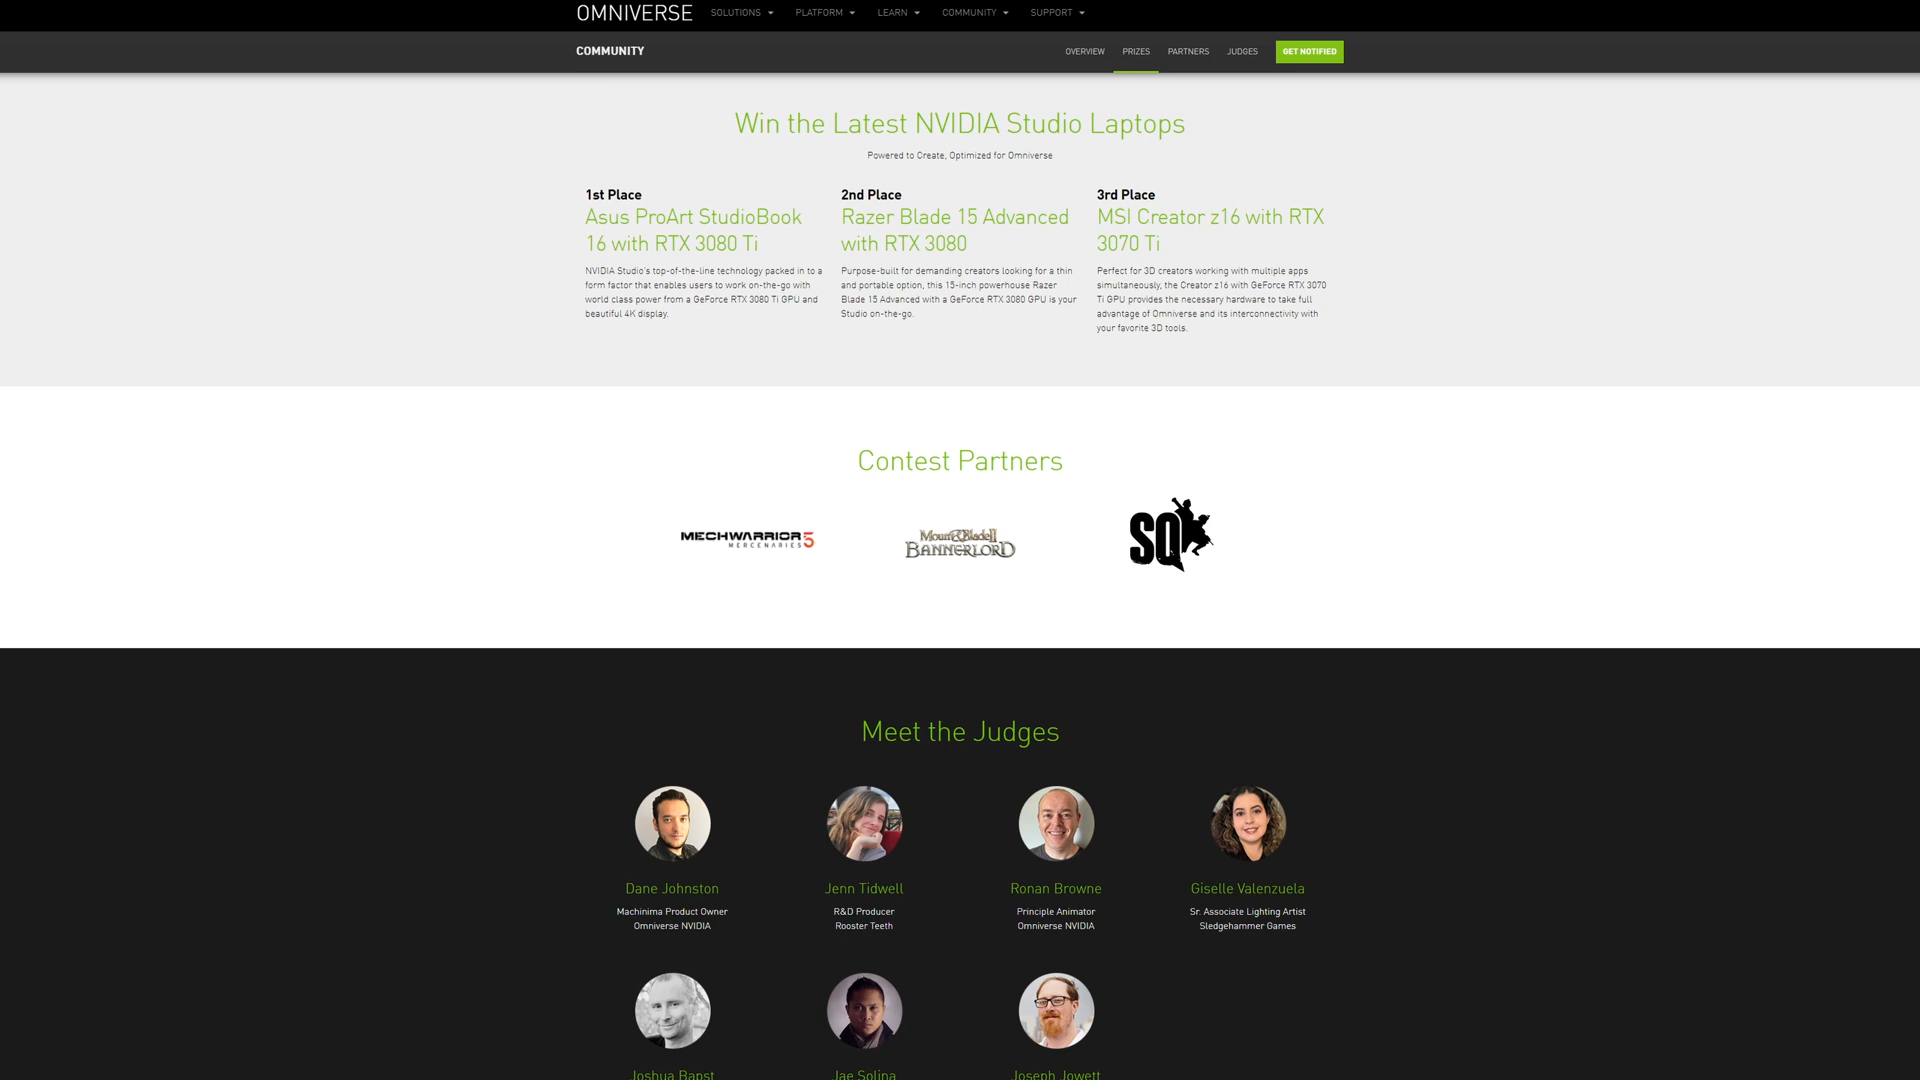 OMNIVERSE SOLUTIONS PLATFORM LEARN COMMUNITY SUPPORT
COMMUNITY OVERVIEW PRIZES PARTNERS JUDGES GET NOTIFIED
Win the Latest NVIDIA Studio Laptops
Powered to Create, Optimized for Omniverse
1st Place
Asus ProArt StudioBook
16 with RTX 3080 Ti
NVIDIA Studio's top-of-the-line technology packed in to a
form factor that enables users to work on-the-go with
world class power from a GeForce RTX 3080 Ti GPU and
beautiful 4K display.
2nd Place
Razer Blade 15 Advanced
with RTX 3080
Purpose-built for demanding creators looking for a thin
and portable option, this 15-inch powerhouse Razer
Blade 15 Advanced with a GeForce RTX 3080 GPU is your
Studio on-the-go.
3rd Place
MSI Creator z16 with RTX
3070 Ti
Perfect for 3D creators working with multiple apps
simultaneously, the Creator z16 with GeForce RTX 3070
Ti GPU provides the necessary hardware to take full
advantage of Omniverse and its interconnectivity with
your favorite 3D tools.
Contest Partners
MECHWARRIOR 5
MERCENARIES
Mount & Blade II
BANNERLORD
SQ
Meet the Judges
Dane Johnston
Machinima Product Owner
Omniverse NVIDIA
Jenn Tidwell
R&D Producer
Rooster Teeth
Ronan Browne
Principle Animator
Omniverse NVIDIA
Giselle Valenzuela
Sr. Associate Lighting Artist
Sledgehammer Games
Joshua Bapst
Jae Solina
Joseph Jowett